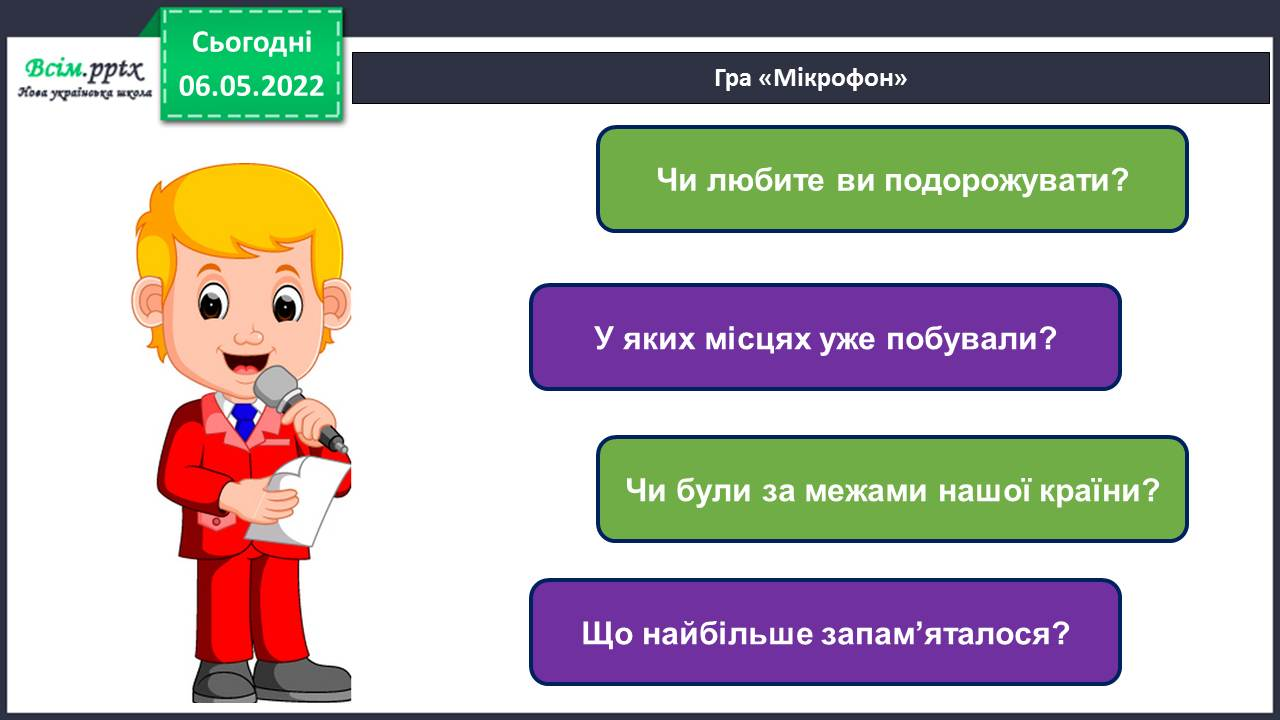 Всім.pptx
Нова українська школа
Сьогодні
06.05.2022
Гра «Мікрофон»
Чи любите ви подорожувати?
У яких місцях уже побували?
Чи були за межами нашої країни?
Що найбільше запам’яталося?